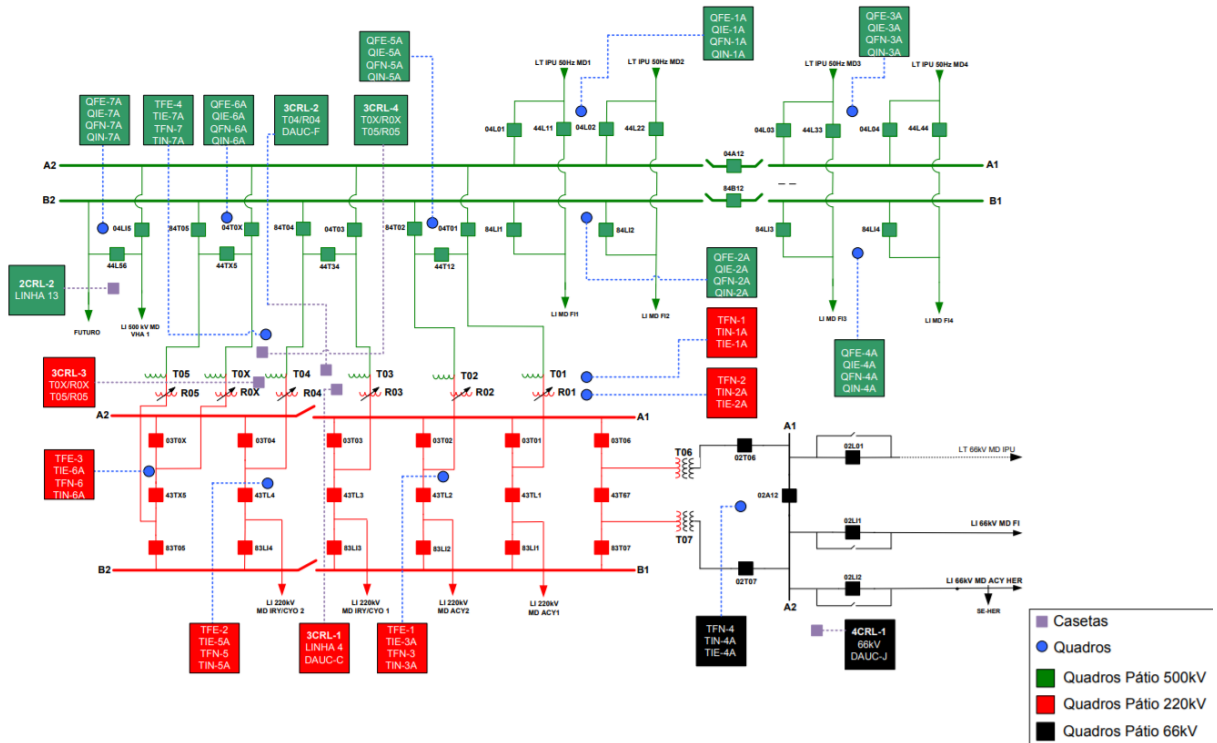 QFE-5A
QIE-5A
QFN-5A
QIN-5A
QFE-1A
QIE-1A
QFN-1A
QIN-1A
QFE-3A
QIE-3A
QFN-3A
QIN-3A
LT IPU 50Hz MD1
LT IPU 50Hz MD2
LT IPU 50Hz MD3
LT IPU 50Hz MD4
QFE-7A
QIE-7A
QFN-7A
QIN-7A
TFE-4
TIE-7A
TFN-7
TIN-7A
QFE-6A
QIE-6A
QFN-6A
QIN-6A
3CRL-2
T04/R04
DAUC-F
3CRL-4
T0X/R0X
T05/R05
04L01
44L11
04L02
44L22
04L03
44L33
04L04
44L44
A2
04A12
A1
B2
84B12
B1
04LI5
84T05
04T0X
84T04
04T03
84T02
04T01
84LI1
84LI2
84LI3
84LI4
44L56
44TX5
44T34
44T12
2CRL-2
LINHA 13
QFE-2A
QIE-2A
QFN-2A
QIN-2A
FUTURO
LI 500 kV MD
VHA 1
LI MD FI1
LI MD FI2
LI MD FI3
LI MD FI4
TFN-1
TIN-1A
TIE-1A
QFE-4A
QIE-4A
QFN-4A
QIN-4A
3CRL-3
T0X/R0X
T05/R05
T05
T0X
T04
T03
T02
T01
R05
R0X
R04
R03
R02
R01
TFN-2
TIN-2A
TIE-2A
A2
A1
A1
03T0X
03T04
03T03
03T02
03T01
03T06
T06
02T06
02L01
LT 66kV MD IPU
TFE-3
TIE-6A
TFN-6
TIN-6A
43TX5
43TL4
43TL3
43TL2
43TL1
43T67
02A12
02LI1
LI 66kV MD FI
83T05
83LI4
83LI3
83LI2
83LI1
83T07
T07
02T07
02LI2
LI 66kV MD ACY HER
B2
B1
A2
SE-HER
LI 220kV
MD IRY/CYO 2
LI 220kV
MD IRY/CYO 1
LI 220kV
MD ACY2
LI 220kV
MD ACY1
TFE-2
TIE-5A
TFN-5
TIN-5A
3CRL-1
LINHA 4
DAUC-C
TFE-1
TIE-3A
TFN-3
TIN-3A
TFN-4
TIN-4A
TIE-4A
4CRL-1
66kV
DAUC-J
Casetas
Quadros
Quadros Pátio 500kV
Quadros Pátio 220kV
Quadros Pátio 66kV